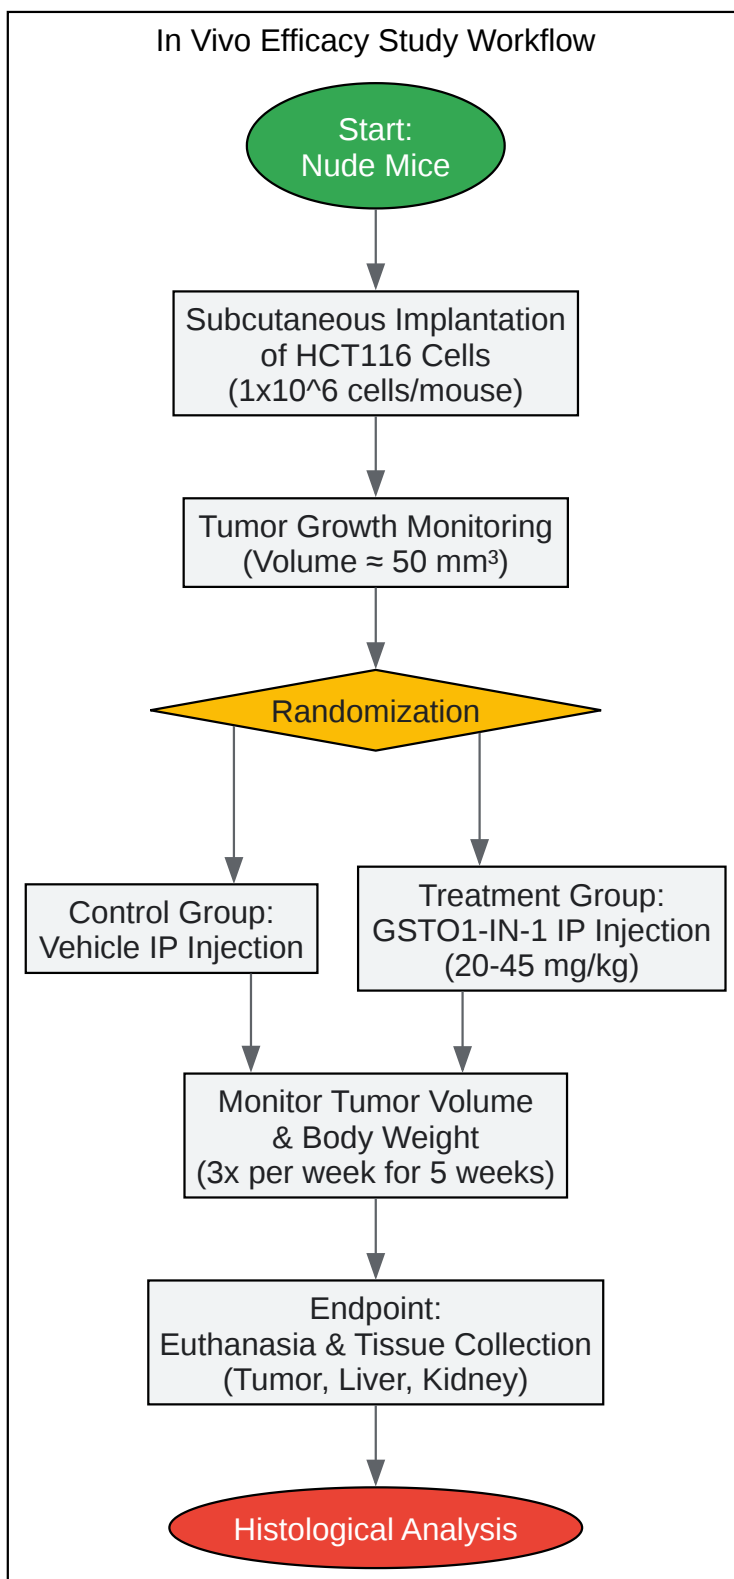 In Vivo Efficacy Study Workflow
Start:
Nude Mice
Subcutaneous Implantation
of HCT116 Cells
(1x10^6 cells/mouse)
Tumor Growth Monitoring
(Volume ≈ 50 mm³)
Randomization
Control Group:
Vehicle IP Injection
Treatment Group:
GSTO1-IN-1 IP Injection
(20-45 mg/kg)
Monitor Tumor Volume
& Body Weight
(3x per week for 5 weeks)
Endpoint:
Euthanasia & Tissue Collection
(Tumor, Liver, Kidney)
Histological Analysis